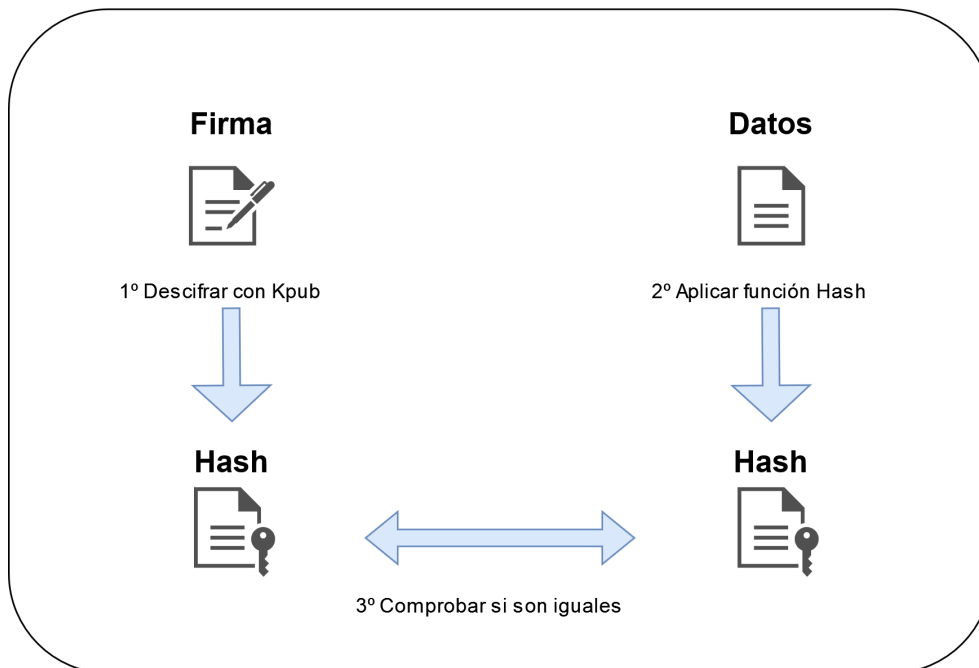 Firma
Datos
1º Descifrar con Kpub
2º Aplicar función Hash
Hash
Hash
3º Comprobar si son iguales